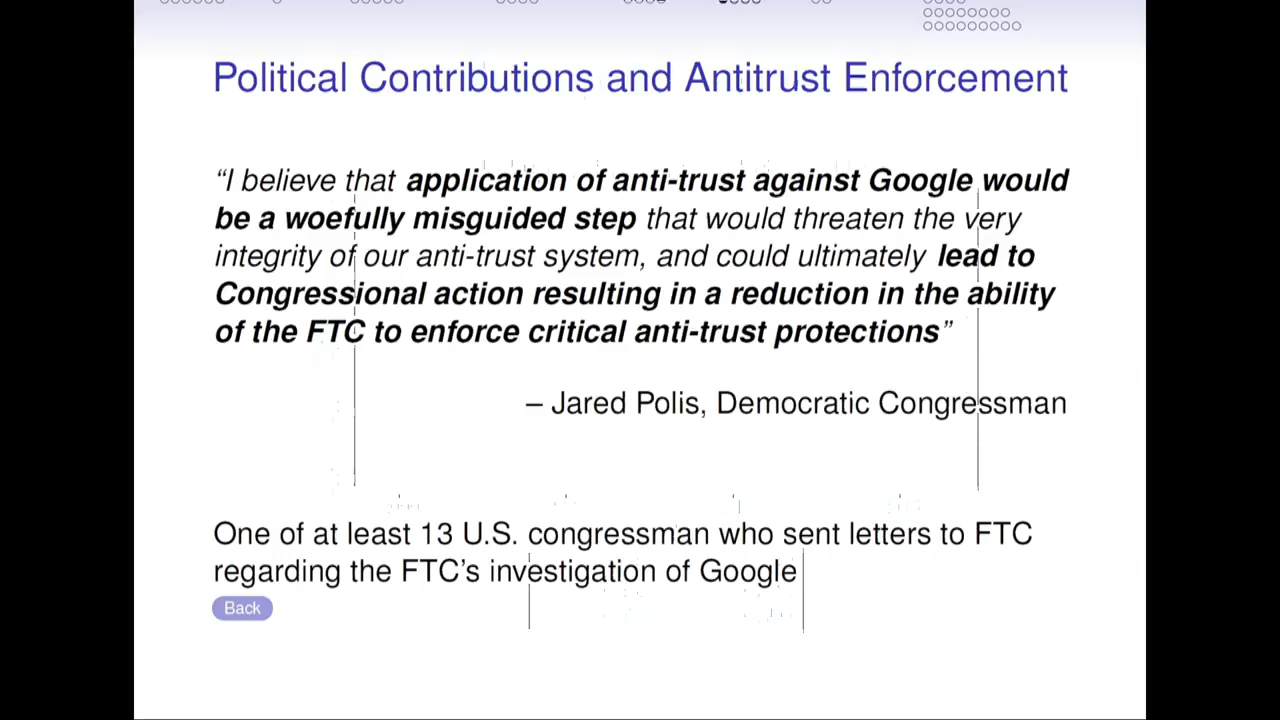 Political Contributions and Antitrust Enforcement
“I believe that application of anti-trust against Google would
be a woefully misguided step that would threaten the very
integrity of our anti-trust system, and could ultimately lead to
Congressional action resulting in a reduction in the ability
of the FTC to enforce critical anti-trust protections”
– Jared Polis, Democratic Congressman
One of at least 13 U.S. congressman who sent letters to FTC
regarding the FTC’s investigation of Google
Back